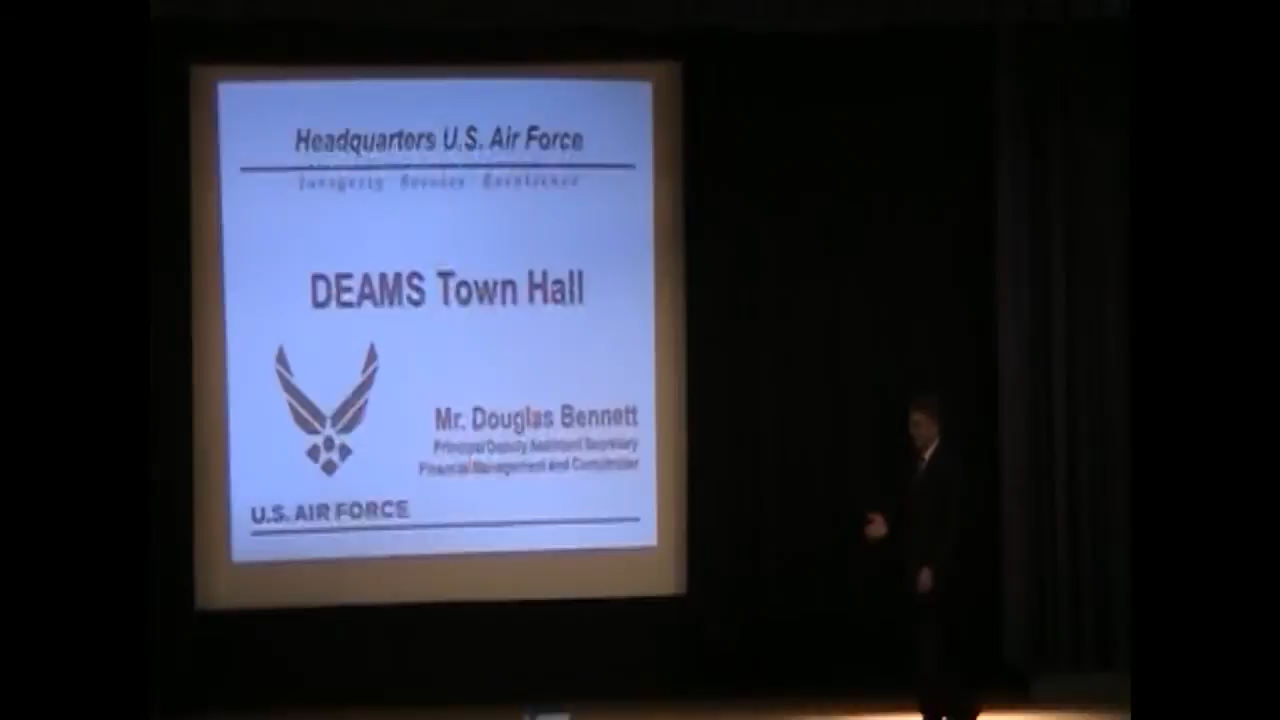 Headquarters U.S. Air Force
Integrity Service Excellence
DEAMS Town Hall
Mr. Douglas Bennett
Principal Deputy Assistant Secretary
Financial Management and Comptroller
U.S. AIR FORCE